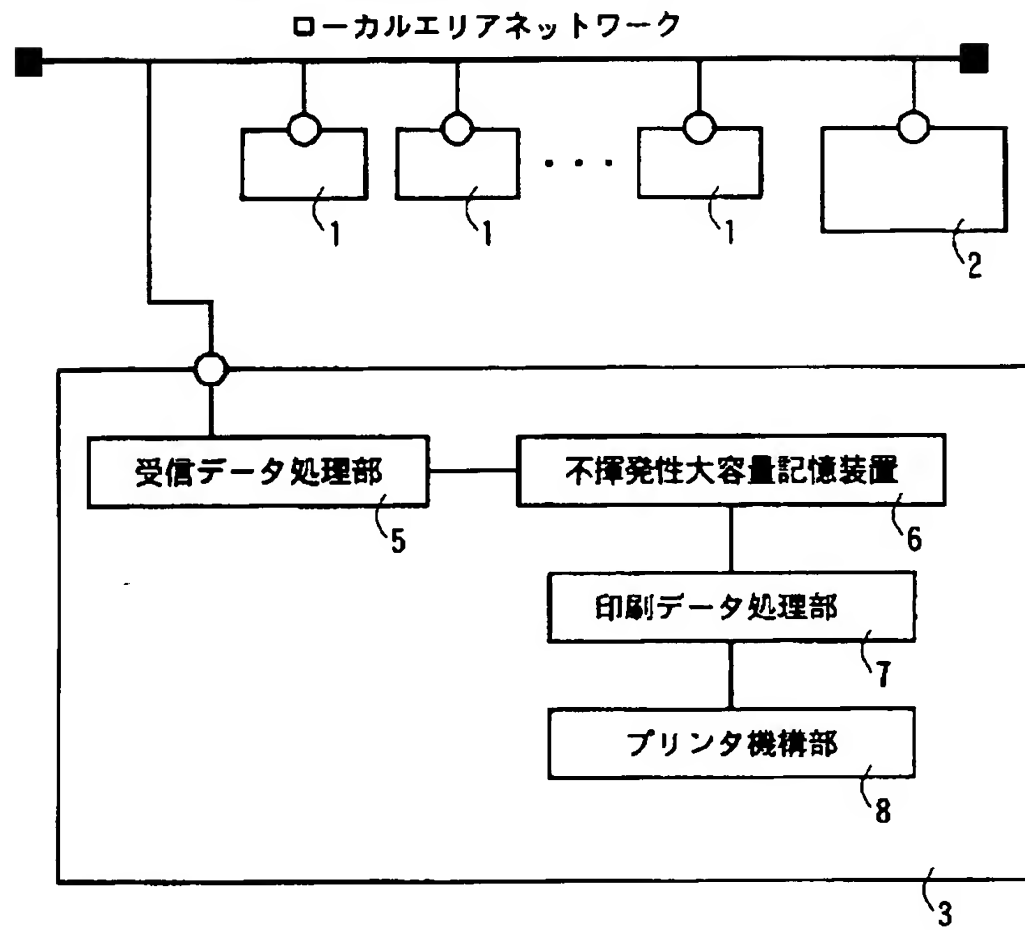 ローカルエリアネットワーク
1
1
・・・
1
2
受信データ処理部
5
不揮発性大容量記憶装置
6
印刷データ処理部
7
プリンタ機構部
8
3